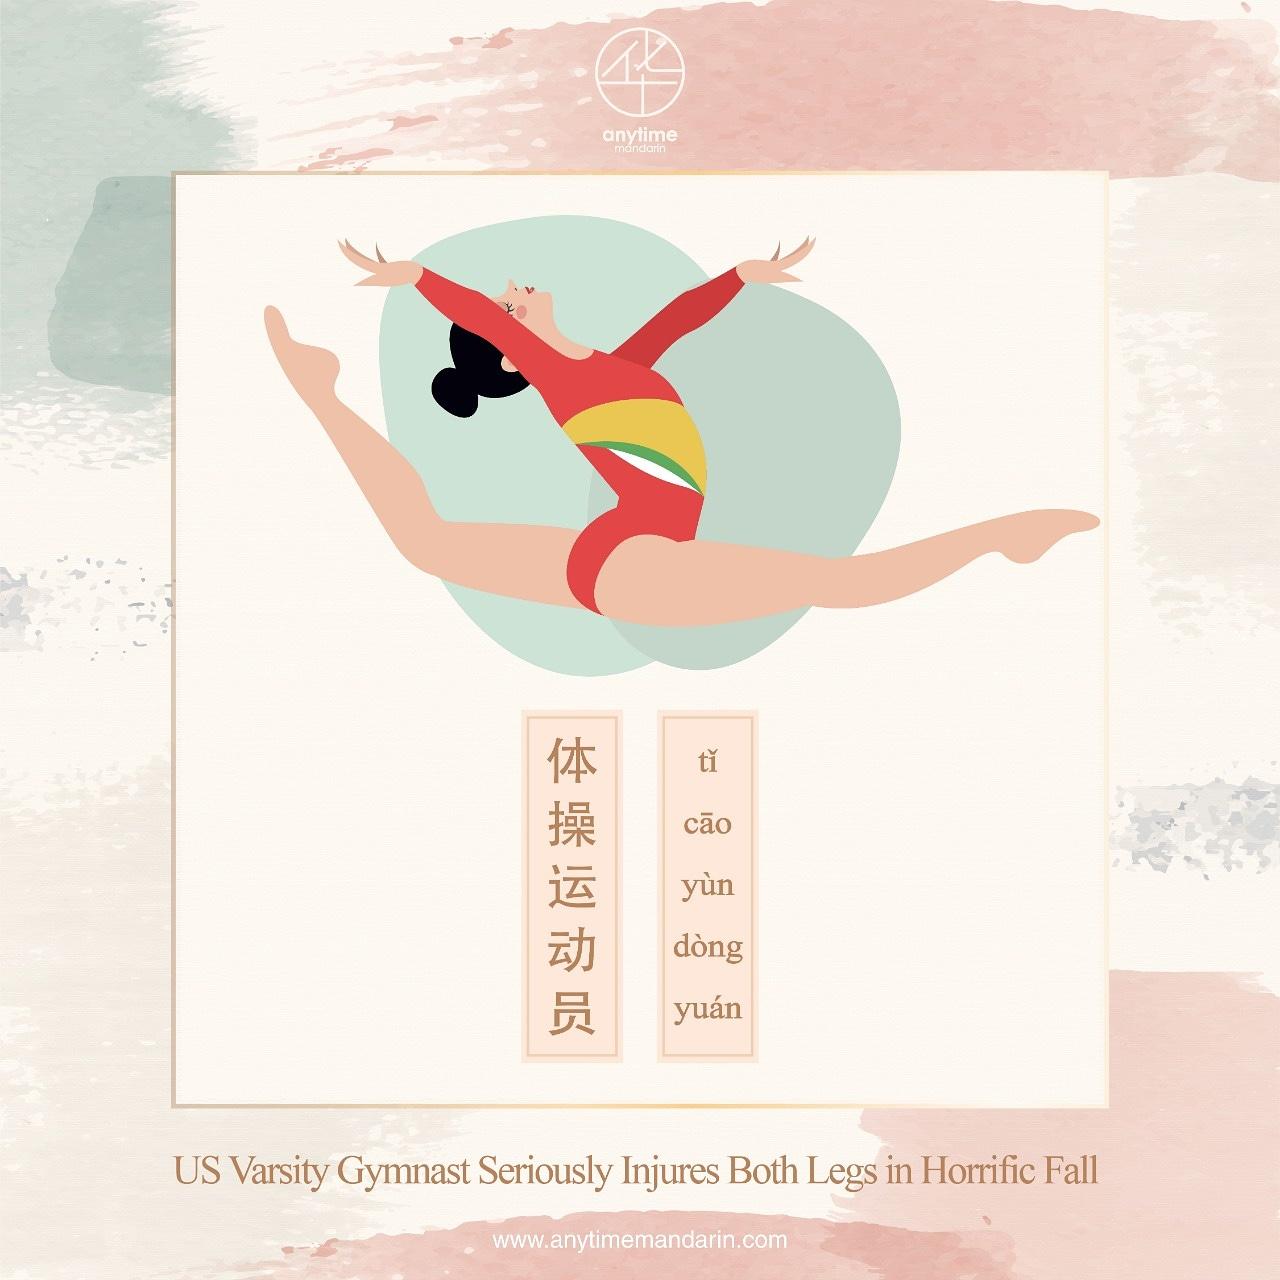 华
anytime
mandarin
体操运动员
tǐ
cāo
yùn
dòng
yuán
US Varsity Gymnast Seriously Injures Both Legs in Horrific Fall
www.anytimemandarin.com